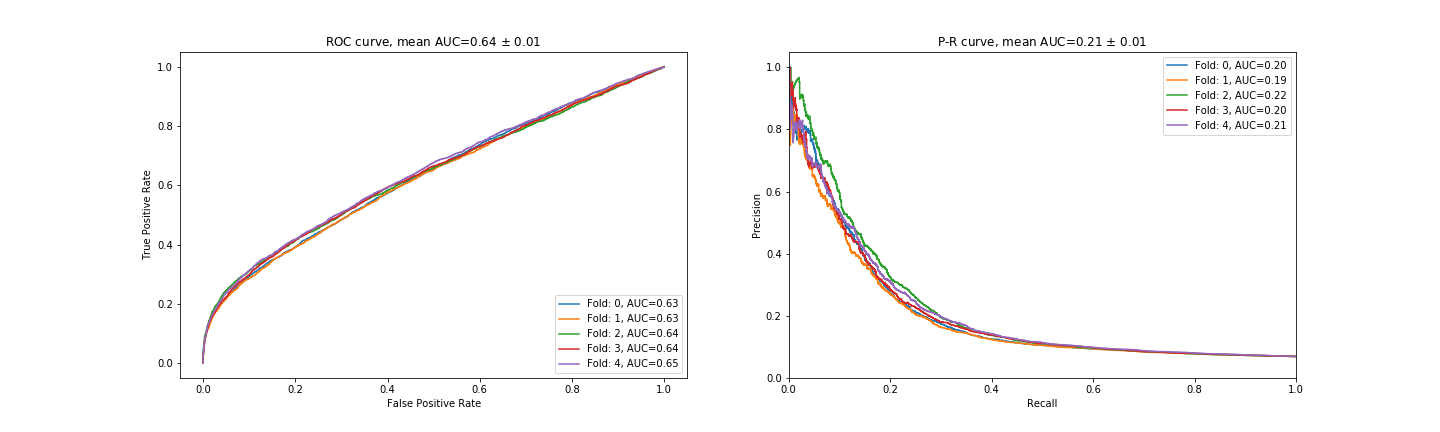 ROC curve, mean AUC=0.64 ± 0.01
True Positive Rate
1.0
0.8
0.6
0.4
0.2
0.0
0.0 0.2 0.4 0.6 0.8 1.0
False Positive Rate
Fold: 0, AUC=0.63
Fold: 1, AUC=0.63
Fold: 2, AUC=0.64
Fold: 3, AUC=0.64
Fold: 4, AUC=0.65
P-R curve, mean AUC=0.21 ± 0.01
Precision
1.0
0.8
0.6
0.4
0.2
0.0
0.0 0.2 0.4 0.6 0.8 1.0
Recall
Fold: 0, AUC=0.20
Fold: 1, AUC=0.19
Fold: 2, AUC=0.22
Fold: 3, AUC=0.20
Fold: 4, AUC=0.21